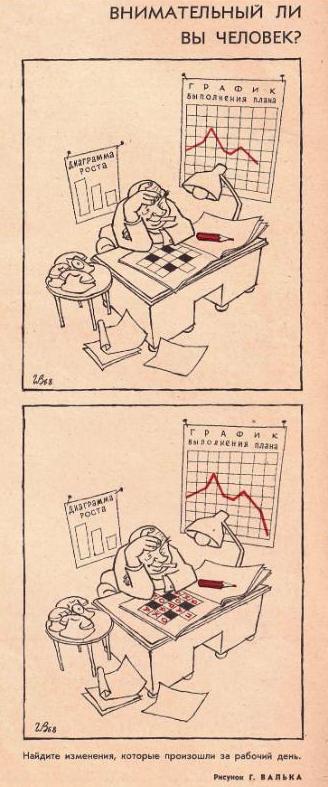 ВНИМАТЕЛЬНЫЙ ЛИ
ВЫ ЧЕЛОВЕК?
ГРАФИК
ВЫПОЛНЕНИЯ ПЛАНА
ДИАГРАММА
РОСТА
ГРАФИК
ВЫПОЛНЕНИЯ ПЛАНА
ДИАГРАММА
РОСТА
Найдите изменения, которые произошли за рабочий день.
Рисунок Г. ВАЛЬКА